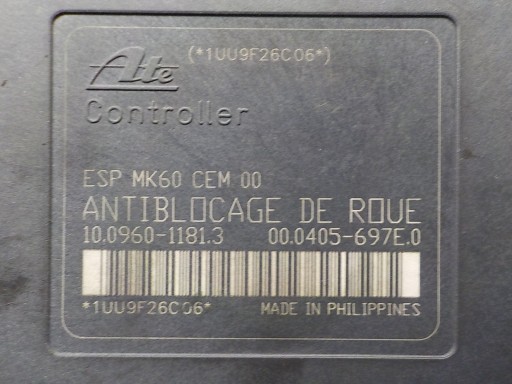 (*1UU9F26C06*)
Ate
Controller
ESP MK60 CEM 00
ANTIBLOCAGE DE ROUE
10.0960-1181.3 00.0405-697E.0
*1UU9F26C06* MADE IN PHILIPPINES